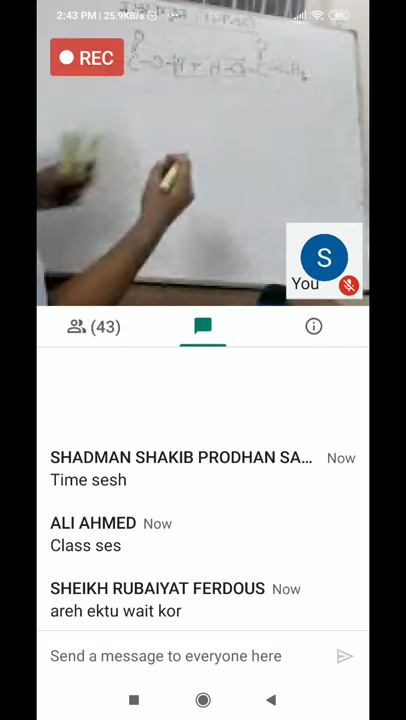 2:43 PM | 25.9KB/s
REC
S
You
(43)
SHADMAN SHAKIB PRODHAN SA... Now
Time sesh
ALI AHMED Now
Class ses
SHEIKH RUBAIYAT FERDOUS Now
areh ektu wait kor
Send a message to everyone here